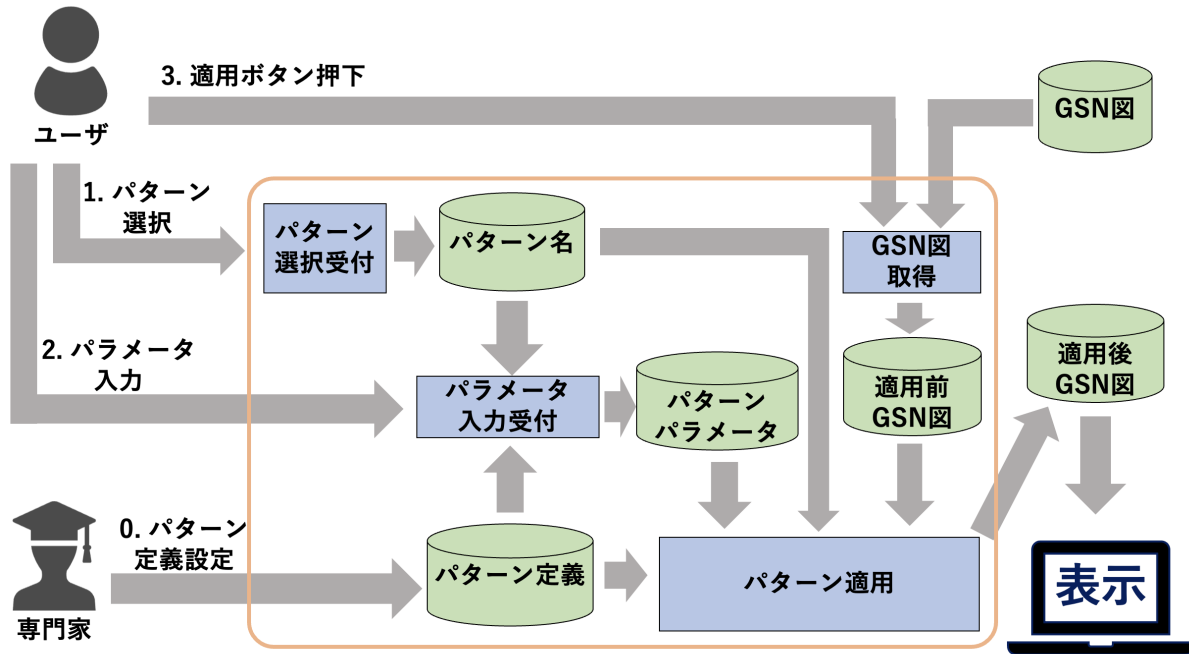 3. 適用ボタン押下
ユーザ
GSN図
1. パターン
選択
パターン
選択受付
パターン名
GSN図
取得
2. パラメータ
入力
パラメータ
入力受付
パターン
パラメータ
適用前
GSN図
適用後
GSN図
0. パターン
定義設定
専門家
パターン定義
パターン適用
表示